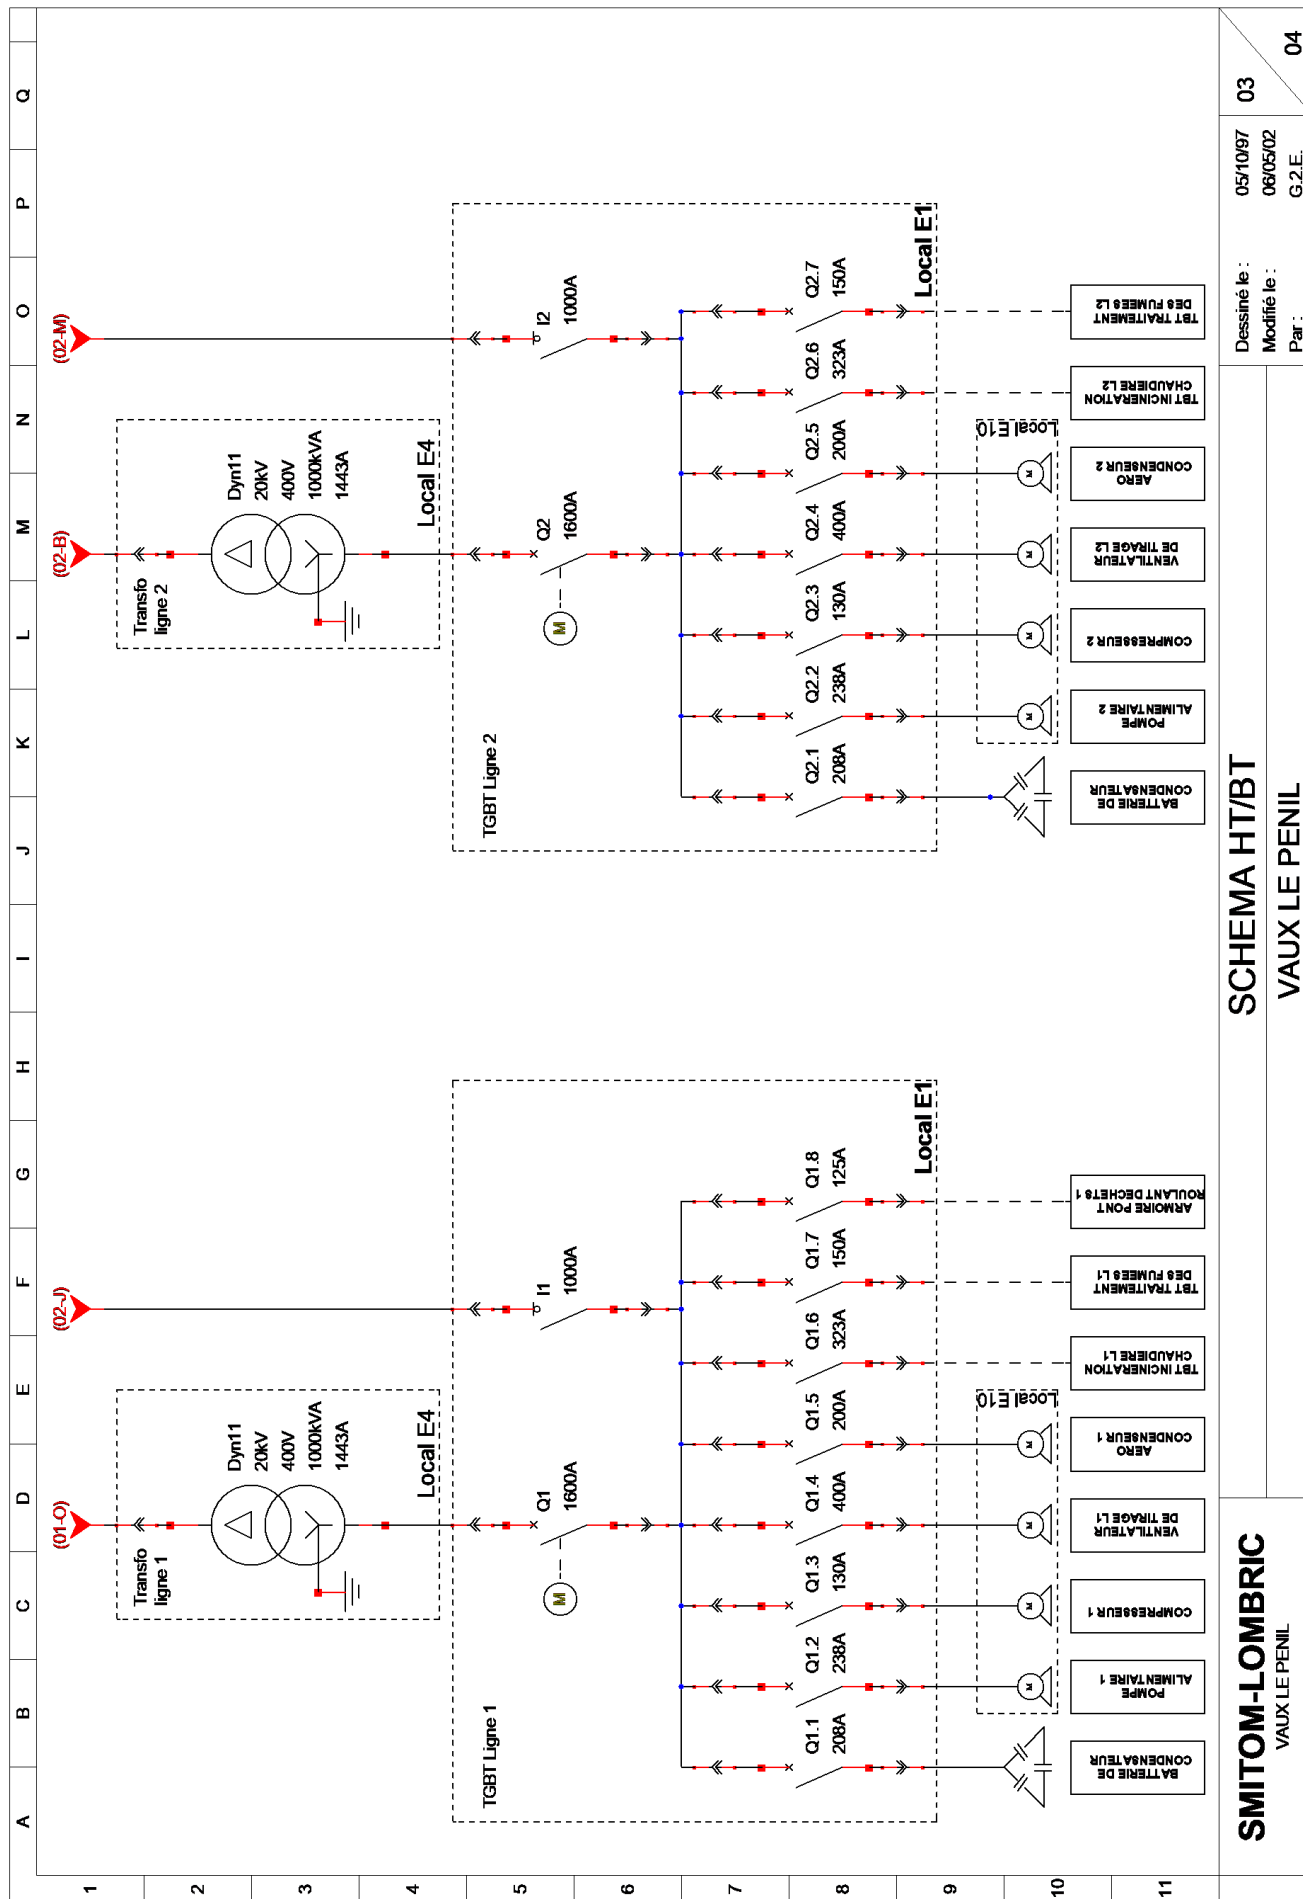 A B C D E F G H I J K L M N O P Q
1
2
3
4
5
6
7
8
9
10
11
(01-O)
(02-J)
(02-B)
(02-M)
Transfo
ligne 1
Dyn11
20kV
400V
1000kVA
1443A
Local E4
Transfo
ligne 2
Dyn11
20kV
400V
1000kVA
1443A
Local E4
TGBT Ligne 1
M
Q1
1600A
I1
1000A
Q1.1
208A
Q1.2
238A
Q1.3
130A
Q1.4
400A
Q1.5
200A
Q1.6
323A
Q1.7
150A
Q1.8
125A
Local E1
TGBT Ligne 2
M
Q2
1600A
I2
1000A
Q2.1
208A
Q2.2
238A
Q2.3
130A
Q2.4
400A
Q2.5
200A
Q2.6
323A
Q2.7
150A
Local E1
Local E10
M
M
M
M
Local E10
M
M
M
M
BATTERIE DE
CONDENSATEUR
POMPE
ALIMENTAIRE 1
COMPRESSEUR 1
VENTILATEUR
DE TIRAGE L1
AERO
CONDENSEUR 1
TBT INCINERATION
CHAUDIERE L1
TBT TRAITEMENT
DES FUMEES L1
ARMOIRE PONT
ROULANT DECHETS 1
BATTERIE DE
CONDENSATEUR
POMPE
ALIMENTAIRE 2
COMPRESSEUR 2
VENTILATEUR
DE TIRAGE L2
AERO
CONDENSEUR 2
TBT INCINERATION
CHAUDIERE L2
TBT TRAITEMENT
DES FUMEES L2
SMITOM-LOMBRIC
VAUX LE PENIL
SCHEMA HT/BT
VAUX LE PENIL
Dessiné le : 05/10/97
Modifié le : 06/05/02
Par : G.2.E.
03
04